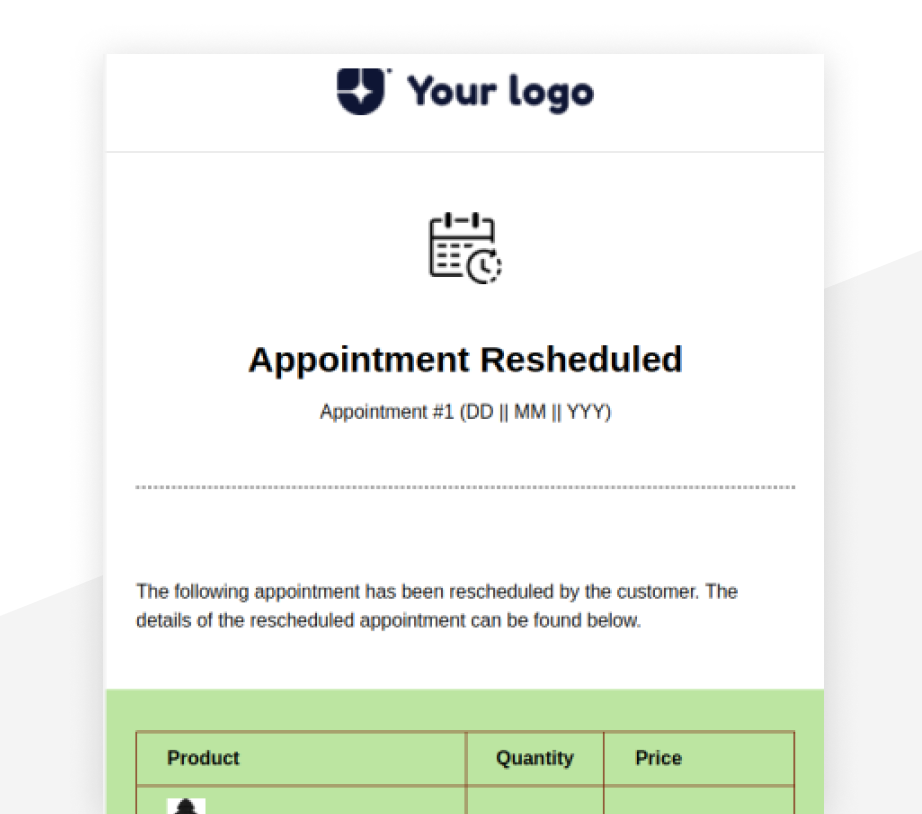 Your logo
Appointment Resheduled
Appointment #1 (DD || MM || YYY)
The following appointment has been rescheduled by the customer. The
details of the rescheduled appointment can be found below.
Product Quantity Price